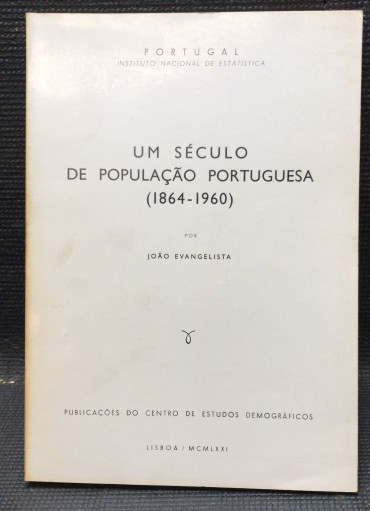 PORTUGAL
INSTITUTO NACIONAL DE ESTATÍSTICA
UM SÉCULO
DE POPULAÇÃO PORTUGUESA
(1864-1960)
POR
JOÃO EVANGELISTA
PUBLICAÇÕES DO CENTRO DE ESTUDOS DEMOGRÁFICOS
LISBOA / MCMLXXI